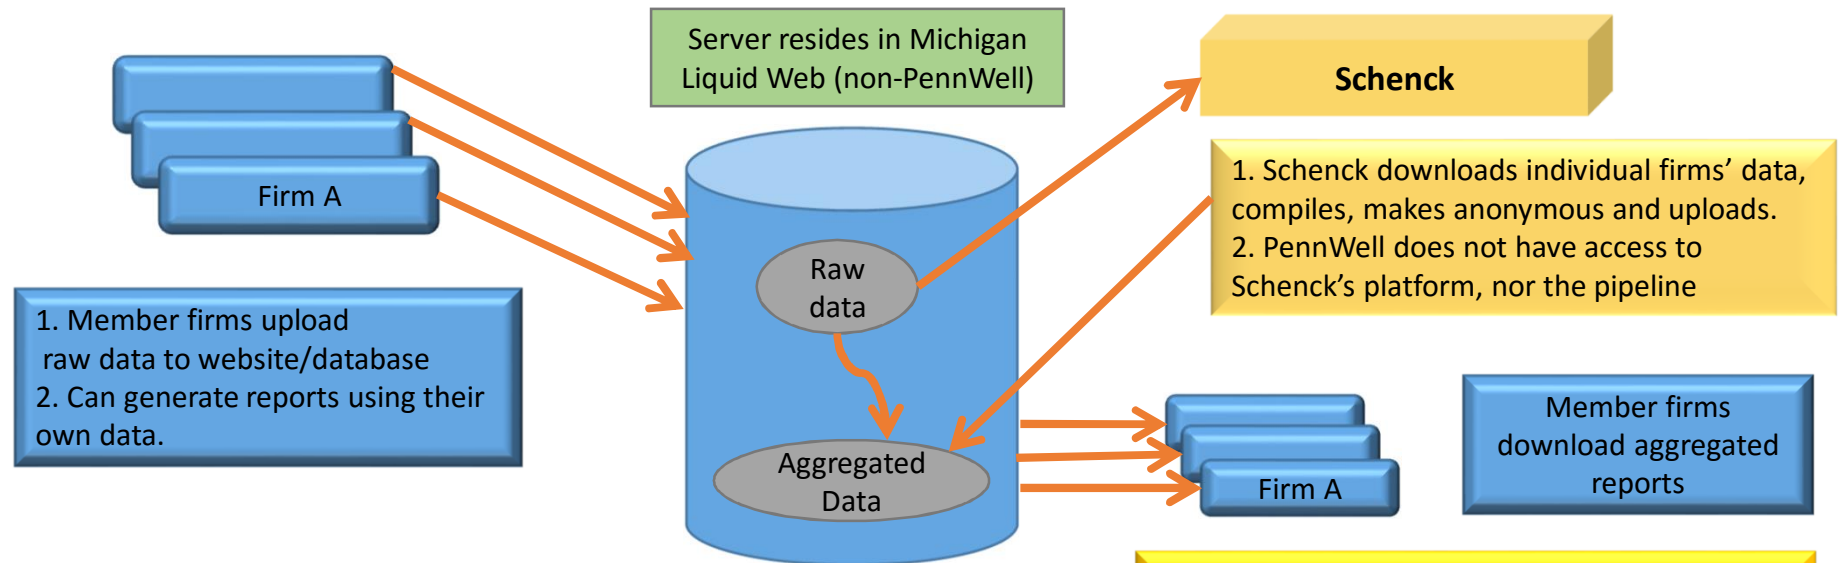 Server resides in Michigan
Liquid Web (non-PennWell)
Schenck
Firm A
1. Schenck downloads individual firms’ data,
compiles, makes anonymous and uploads.
2. PennWell does not have access to
Schenck’s platform, nor the pipeline
Raw
data
1. Member firms upload
raw data to website/database
2. Can generate reports using their
own data.
Aggregated
Data
Firm A
Member firms
download aggregated
reports